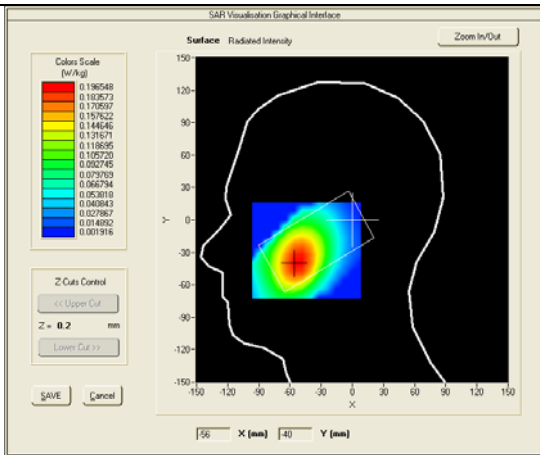 SAR Visualisation Graphical Interface
Surface Radiated Intensity
Zoom In/Out
Colors Scale
(W/kg)
0.196548
0.183573
0.170597
0.157622
0.144646
0.131671
0.118695
0.105720
0.092745
0.079769
0.066794
0.053818
0.040843
0.027867
0.014892
0.001916
Z Cuts Control
<< Upper Cut
Z = 0.2 mm
Lower Cut >>
SAVE Cancel
150
120
90
60
30
0
-30
-60
-90
-120
-150
Y
-150 -120 -90 -60 -30 0 30 60 90 120 150
X
-56 X (mm) -40 Y (mm)